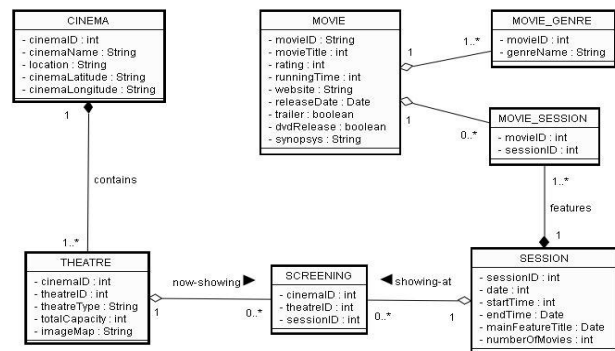 CINEMA
- cinemaID : int
- cinemaName : String
- location : String
- cinemaLatitude : String
- cinemaLongitude : String
MOVIE
- movieID : String
- movieTitle : int
- rating : int
- runningTime : int
- website : String
- releaseDate : Date
- trailer : boolean
- dvdRelease : boolean
- synopsys : String
MOVIE_GENRE
- movieID : int
- genreName : String
1
1..*
1
0..*
MOVIE_SESSION
- movieID : int
- sessionID : int
1
contains
1..*
1..*
features
1
THEATRE
- cinemaID : int
- theatreID : int
- theatreType : String
- totalCapacity : int
- imageMap : String
now-showing
1
0..*
SCREENING
- cinemaID : int
- theatreID : int
- sessionID : int
showing-at
0..*
1
SESSION
- sessionID : int
- date : int
- startTime : int
- endTime : Date
- mainFeatureTitle : Date
- numberOfMovies : int